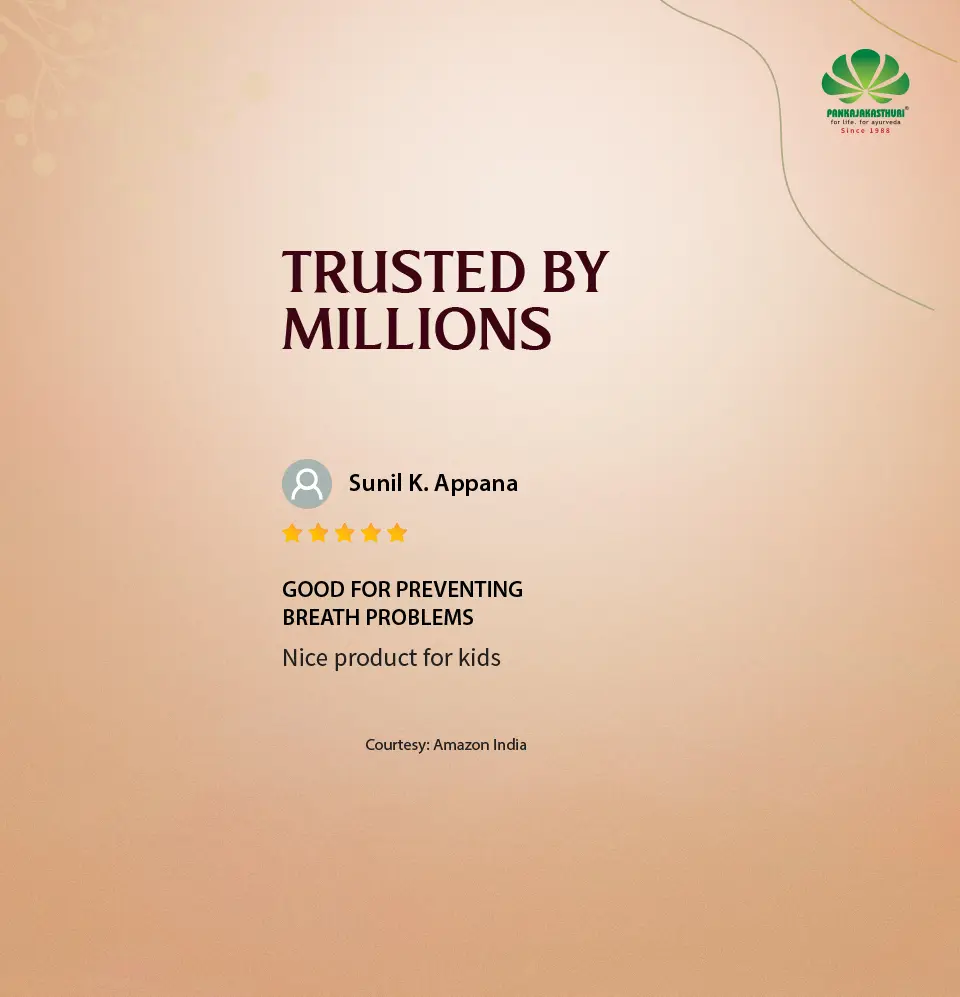 PANKAJAKASTHURI®
for life. for ayurveda
Since 1988
TRUSTED BY
MILLIONS
Sunil K. Appana
GOOD FOR PREVENTING
BREATH PROBLEMS
Nice product for kids
Courtesy: Amazon India